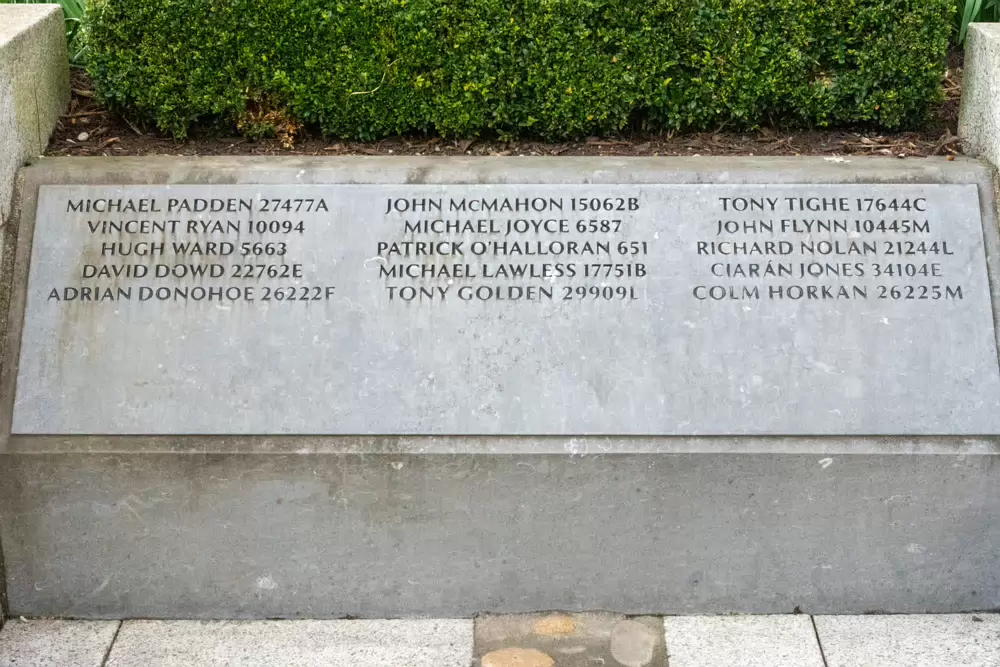 MICHAEL PADDEN 27477A
VINCENT RYAN 10094
HUGH WARD 5663
DAVID DOWD 22762E
ADRIAN DONOHOE 26222F
JOHN McMAHON 15062B
MICHAEL JOYCE 6587
PATRICK O'HALLORAN 651
MICHAEL LAWLESS 17751B
TONY GOLDEN 29909L
TONY TIGHE 17644C
JOHN FLYNN 10445M
RICHARD NOLAN 21244L
CIARÁN JONES 34104E
COLM HORKAN 26225M